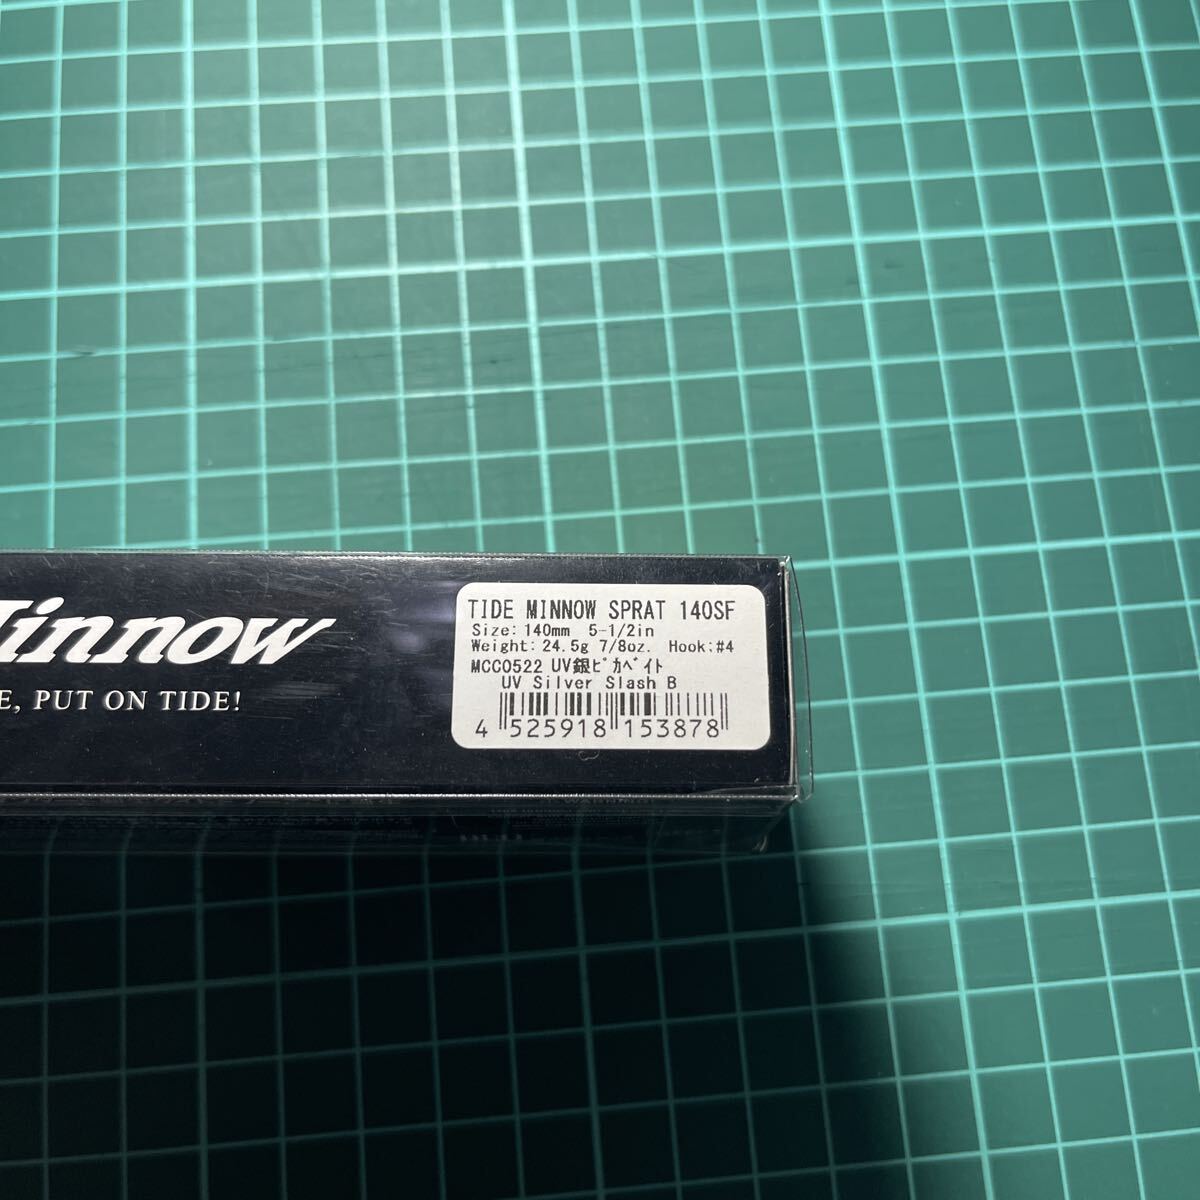 Minnow
E, PUT ON TIDE!
TIDE MINNOW SPRAT 140SF
Size: 140mm 5-1/2in
Weight: 24.5g 7/8oz. Hook:#4
MCC0522 UV銀ﾋﾟｶﾍﾞｲﾄ
UV Silver Slash B
4 525918 153878